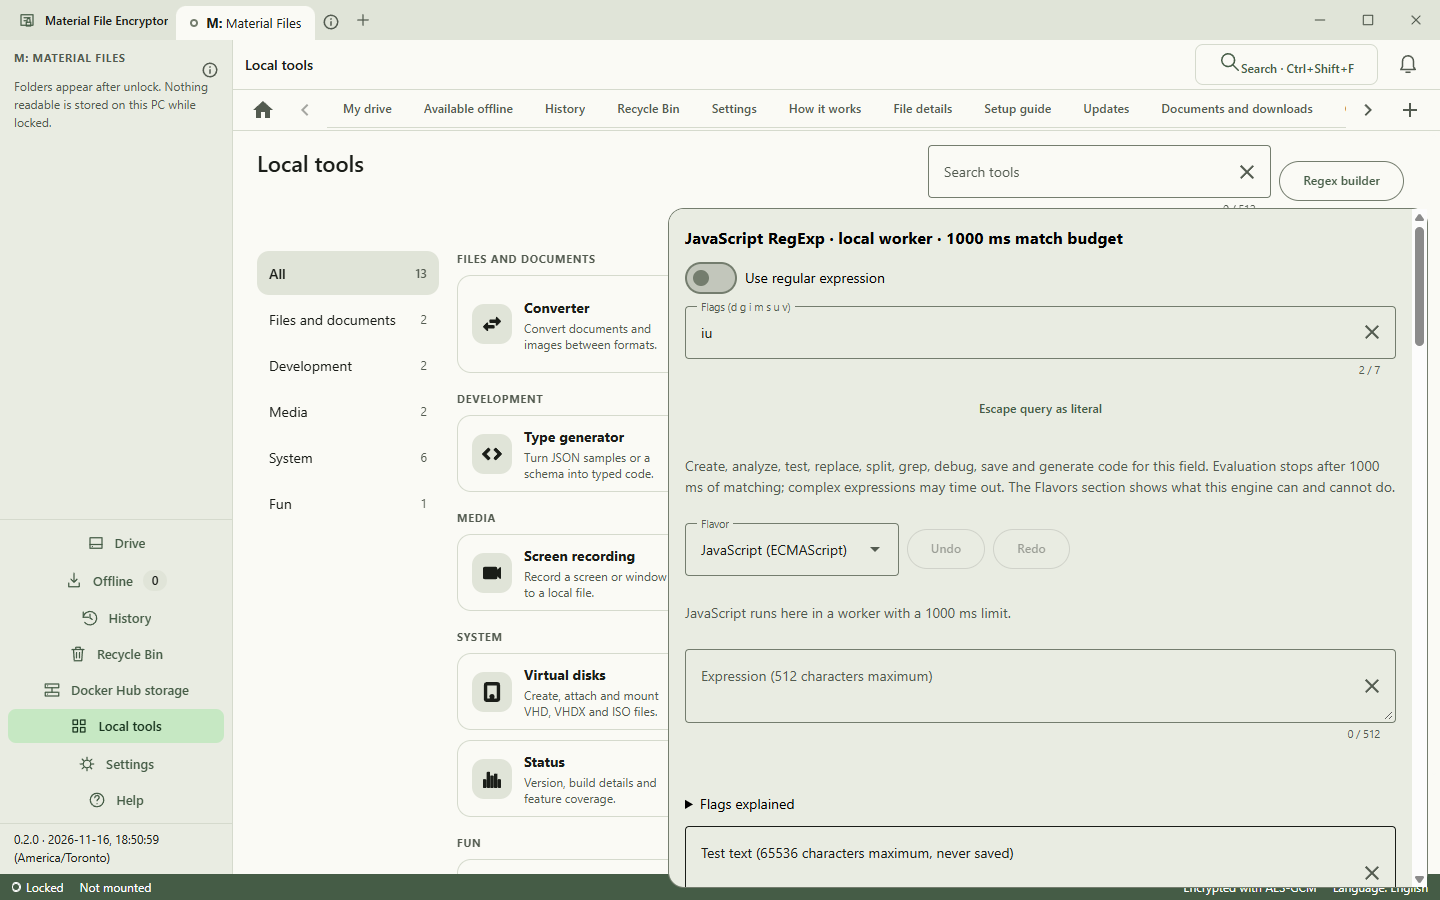 Material File Encryptor
M: Material Files
M: MATERIAL FILES
Folders appear after unlock. Nothing
readable is stored on this PC while
locked.
Drive
Offline 0
History
Recycle Bin
Docker Hub storage
Local tools
Settings
Help
0.2.0 · 2026-11-16, 18:50:59
(America/Toronto)
Local tools
Search · Ctrl+Shift+F
My drive
Available offline
History
Recycle Bin
Settings
How it works
File details
Setup guide
Updates
Documents and downloads
Local tools
Search tools
Regex builder
All 13
Files and documents 2
Development 2
Media 2
System 6
Fun 1
FILES AND DOCUMENTS
Converter
Convert documents and
images between formats.
DEVELOPMENT
Type generator
Turn JSON samples or a
schema into typed code.
MEDIA
Screen recording
Record a screen or window
to a local file.
SYSTEM
Virtual disks
Create, attach and mount
VHD, VHDX and ISO files.
Status
Version, build details and
feature coverage.
FUN
JavaScript RegExp · local worker · 1000 ms match budget
Use regular expression
Flags (d g i m s u v)
iu
2 / 7
Escape query as literal
Create, analyze, test, replace, split, grep, debug, save and generate code for this field. Evaluation stops after 1000
ms of matching; complex expressions may time out. The Flavors section shows what this engine can and cannot do.
Flavor
JavaScript (ECMAScript)
Undo
Redo
JavaScript runs here in a worker with a 1000 ms limit.
Expression (512 characters maximum)
0 / 512
Flags explained
Test text (65536 characters maximum, never saved)
Locked
Not mounted
Encrypted with AES-GCM
Language: English